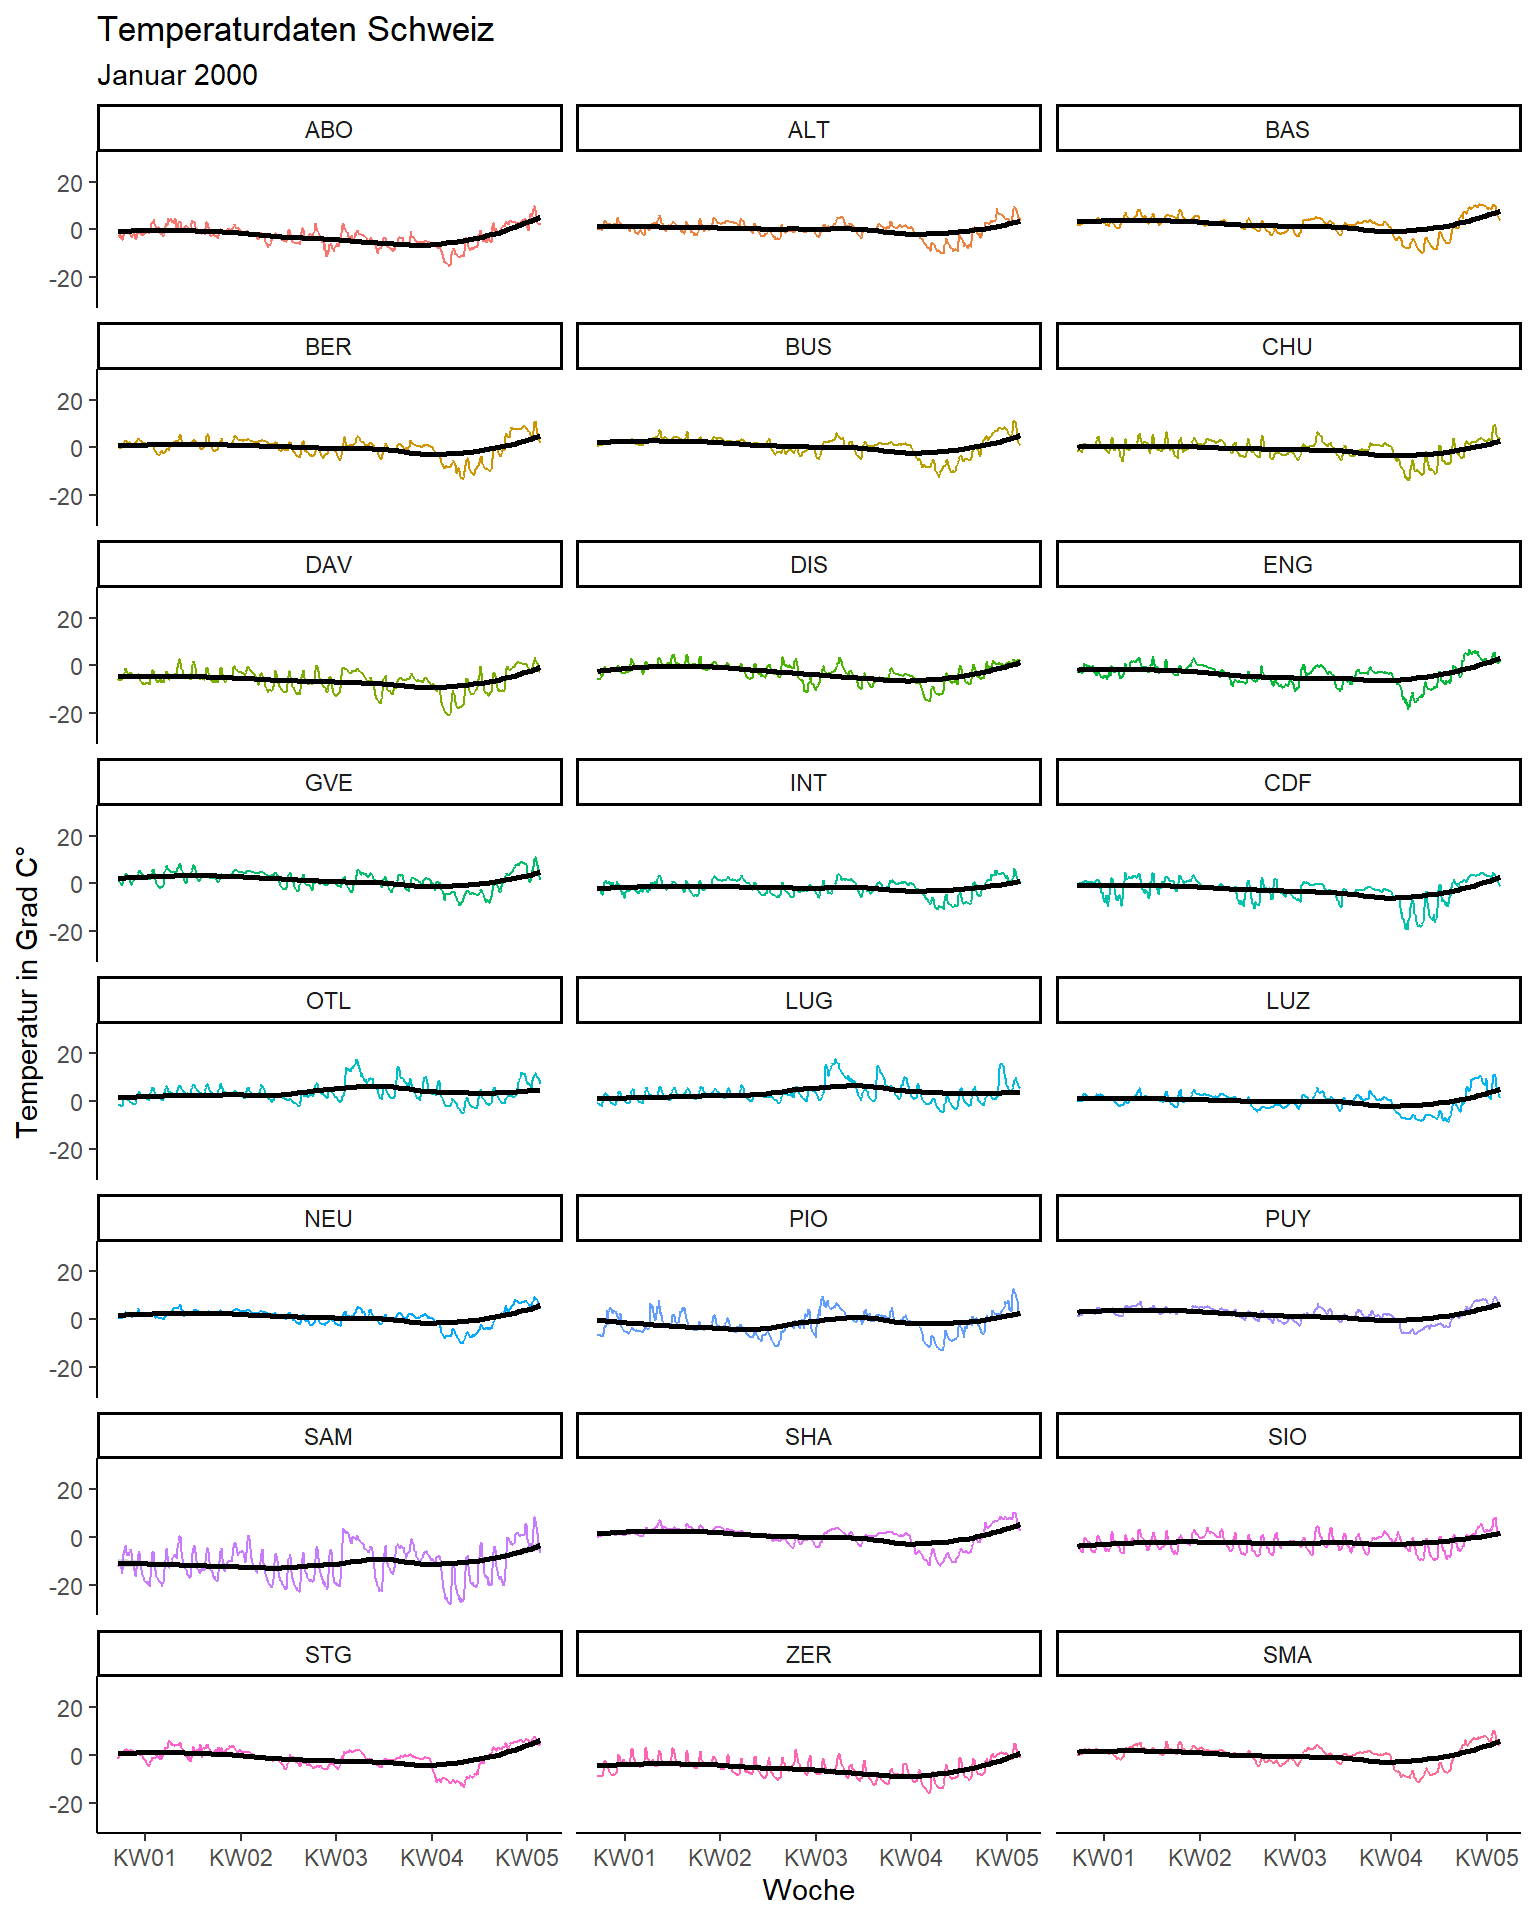 Temperaturdaten Schweiz
Januar 2000
ABO ALT BAS
20
0
-20
BER BUS CHU
20
0
-20
DAV DIS ENG
20
0
-20
GVE INT CDF
20
0
-20
Temperatur in Grad C°
OTL LUG LUZ
20
0
-20
NEU PIO PUY
20
0
-20
SAM SHA SIO
20
0
-20
STG ZER SMA
20
0
-20
KW01 KW02 KW03 KW04 KW05 KW01 KW02 KW03 KW04 KW05 KW01 KW02 KW03 KW04 KW05
Woche